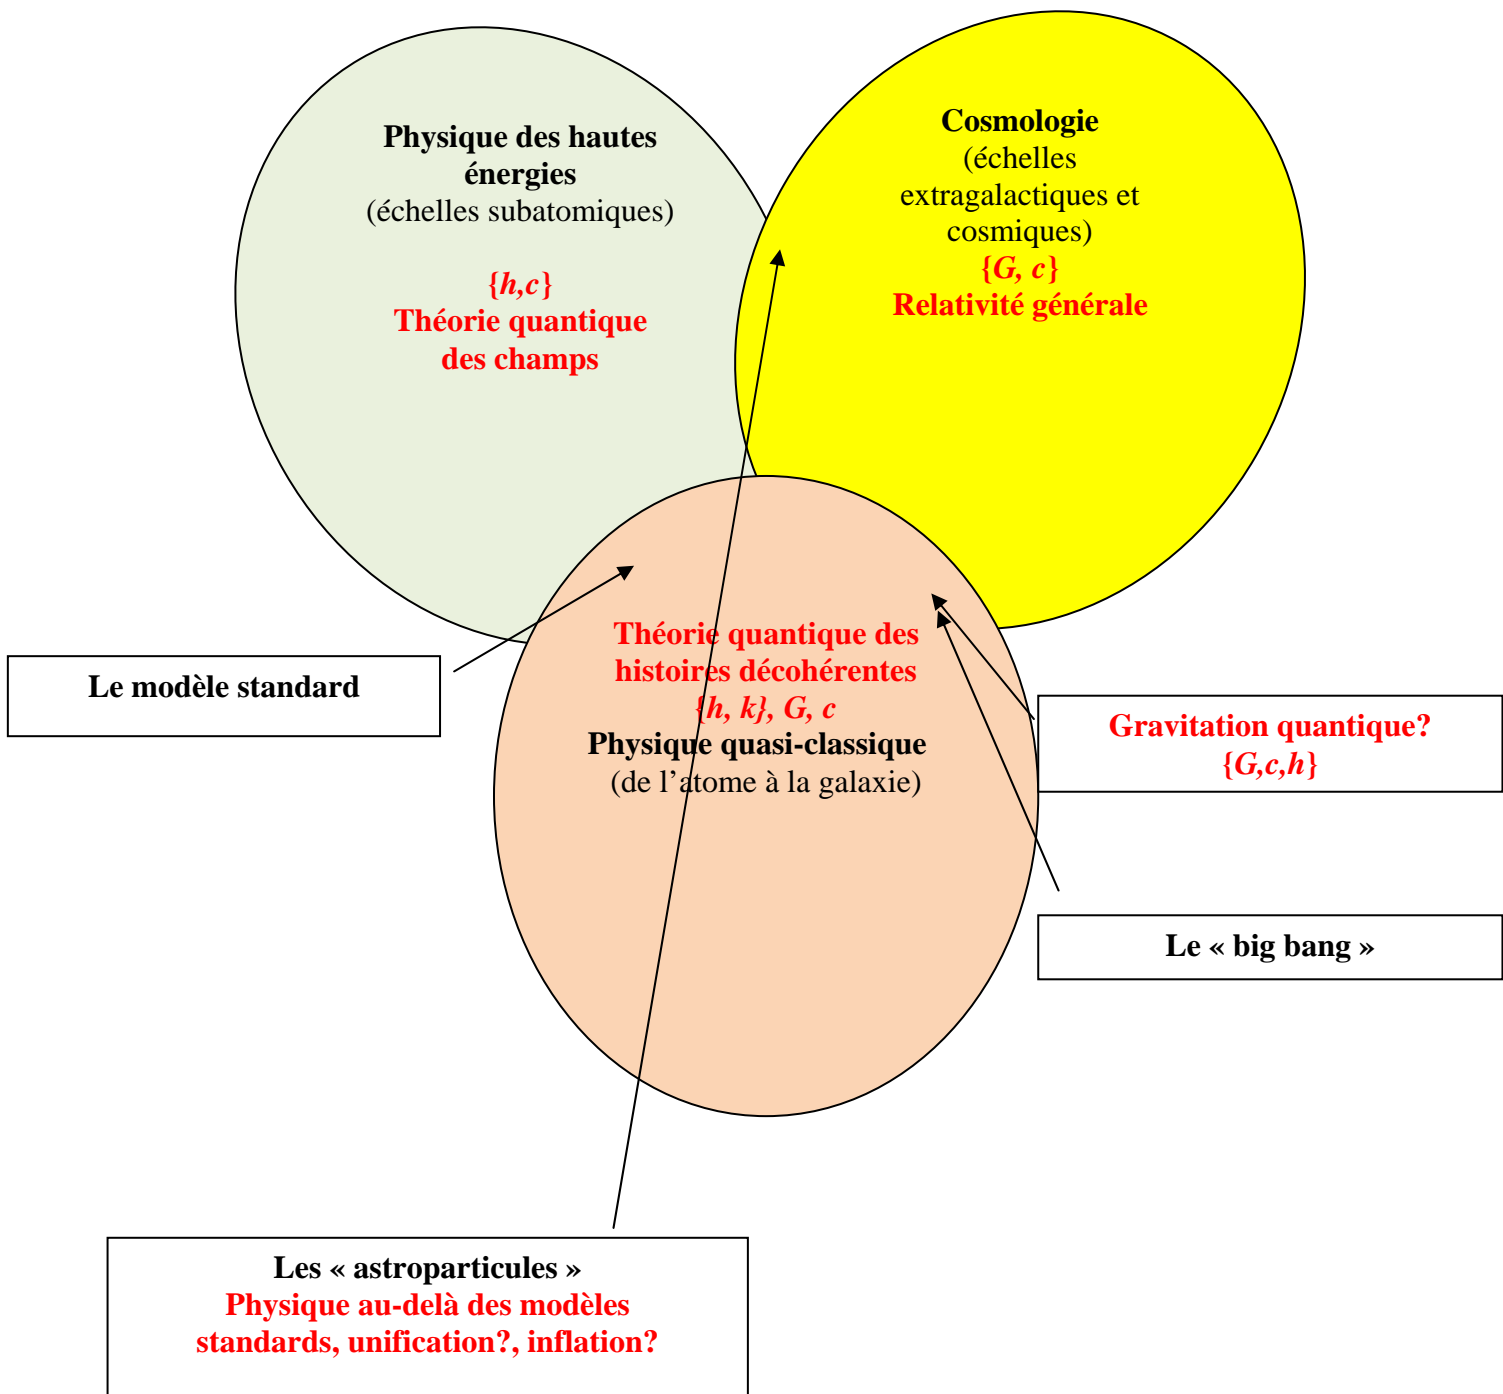 Physique des hautes
énergies
(échelles subatomiques)
{h,c}
Théorie quantique
des champs
Cosmologie
(échelles
extragalactiques et
cosmiques)
{G, c}
Relativité générale
Théorie quantique des
histoires décohérentes
{h, k}, G, c
Physique quasi-classique
(de l’atome à la galaxie)
Le modèle standard
Gravitation quantique?
{G,c,h}
Le « big bang »
Les « astroparticules »
Physique au-delà des modèles
standards, unification?, inflation?